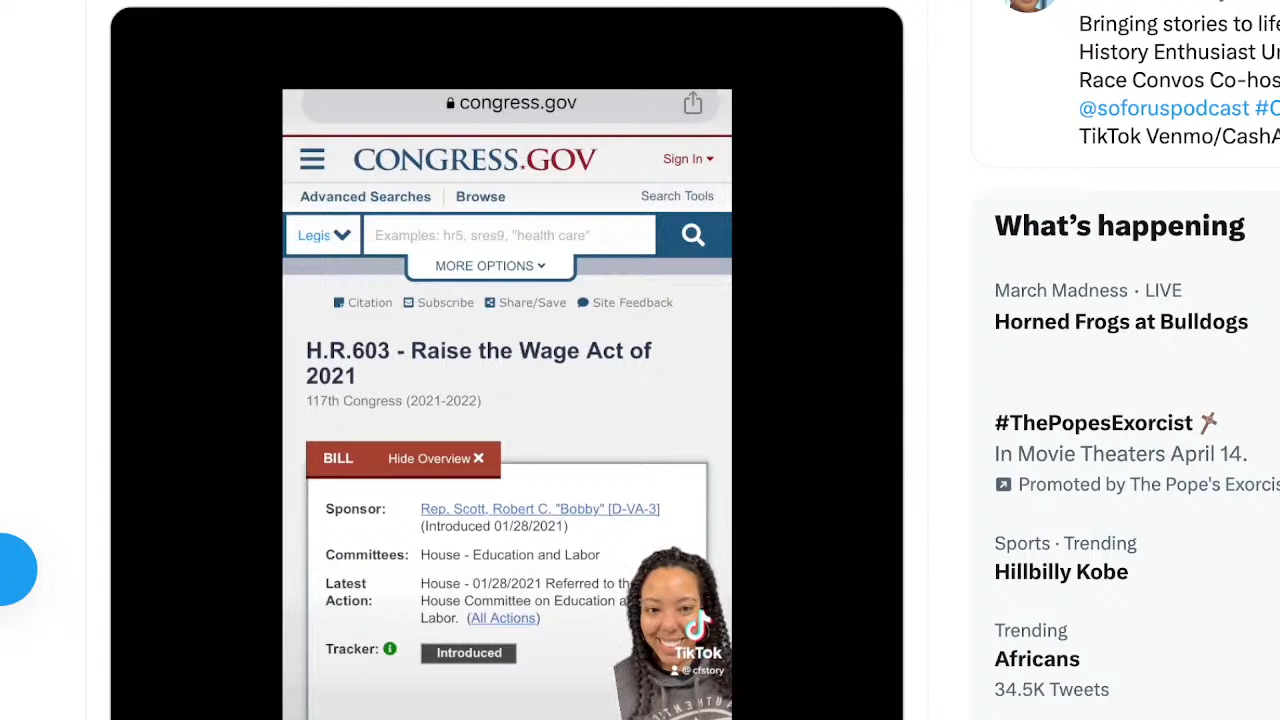 congress.gov
CONGRESS.GOV
Sign In
Advanced Searches
Browse
Search Tools
Legis
Examples: hr5, sres9, "health care"
MORE OPTIONS
Citation
Subscribe
Share/Save
Site Feedback
H.R.603 - Raise the Wage Act of
2021
117th Congress (2021-2022)
BILL
Hide Overview
Sponsor:
Rep. Scott, Robert C. "Bobby" [D-VA-3]
(Introduced 01/28/2021)
Committees:
House - Education and Labor
Latest
Action:
House - 01/28/2021 Referred to th
House Committee on Education a
Labor. (All Actions)
Tracker:
Introduced
TikTok
@cfstory
Bringing stories to life
History Enthusiast Un
Race Convos Co-hos
@soforuspodcast #C
TikTok Venmo/CashA
What's happening
March Madness · LIVE
Horned Frogs at Bulldogs
#ThePopesExorcist
In Movie Theaters April 14.
Promoted by The Pope's Exorcis
Sports · Trending
Hillbilly Kobe
Trending
Africans
34.5K Tweets